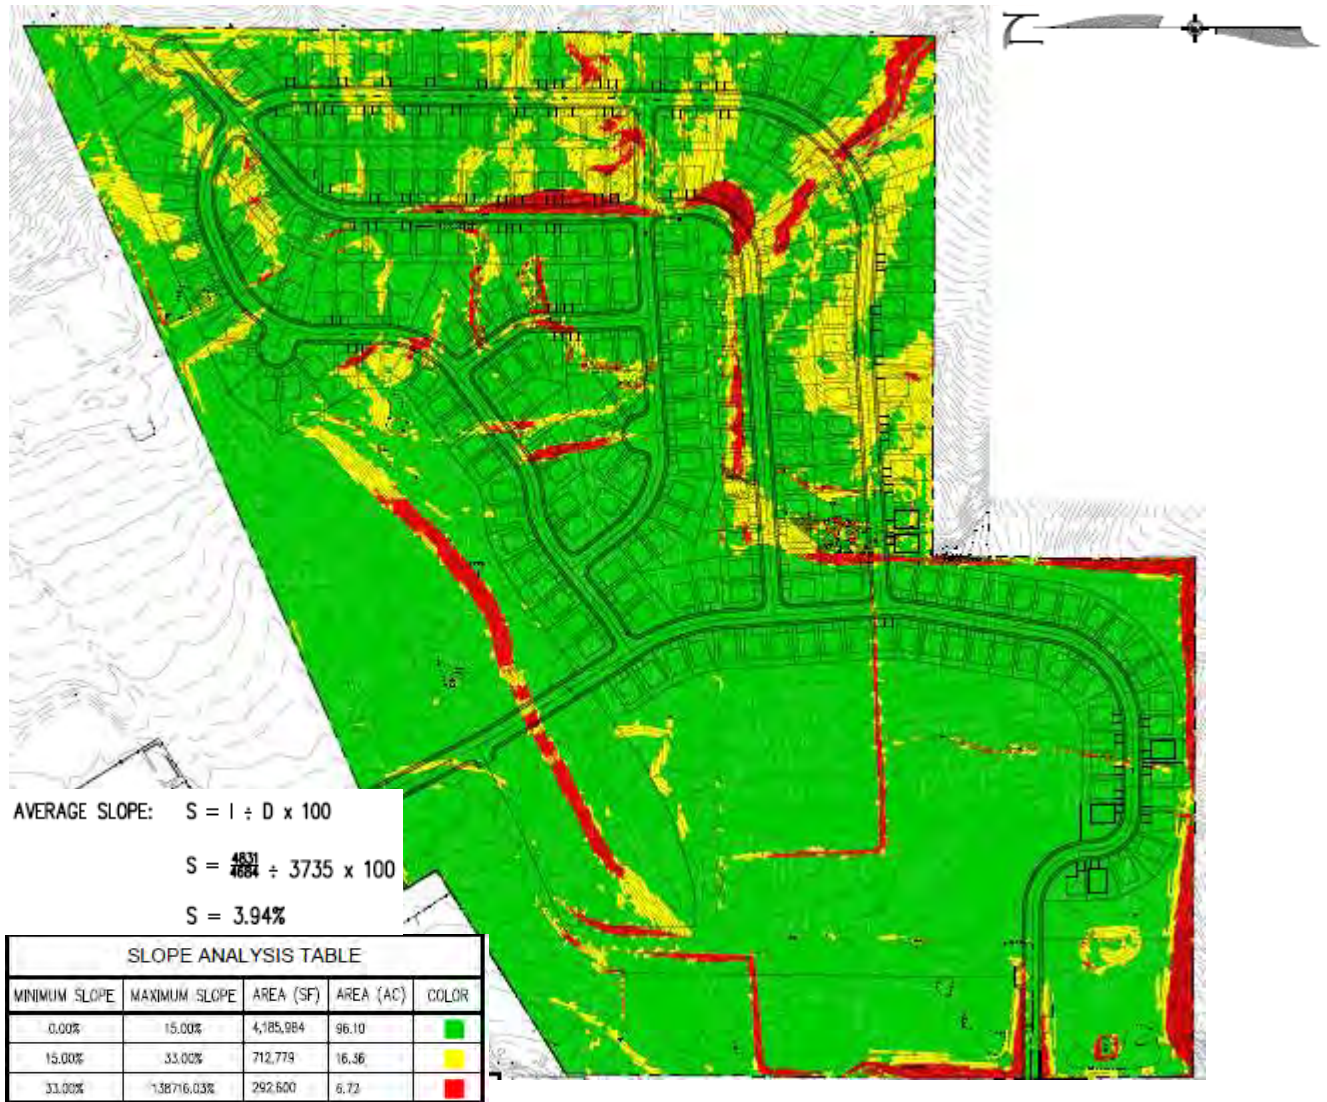 AVERAGE SLOPE: S = I ÷ D x 100
S = 4831/4684 ÷ 3735 x 100
S = 3.94%
SLOPE ANALYSIS TABLE
MINIMUM SLOPE MAXIMUM SLOPE AREA (SF) AREA (AC) COLOR
0.00% 15.00% 4,185,984 96.10
15.00% 33.00% 712,779 16.36
33.00% 138716.03% 292,600 6.72